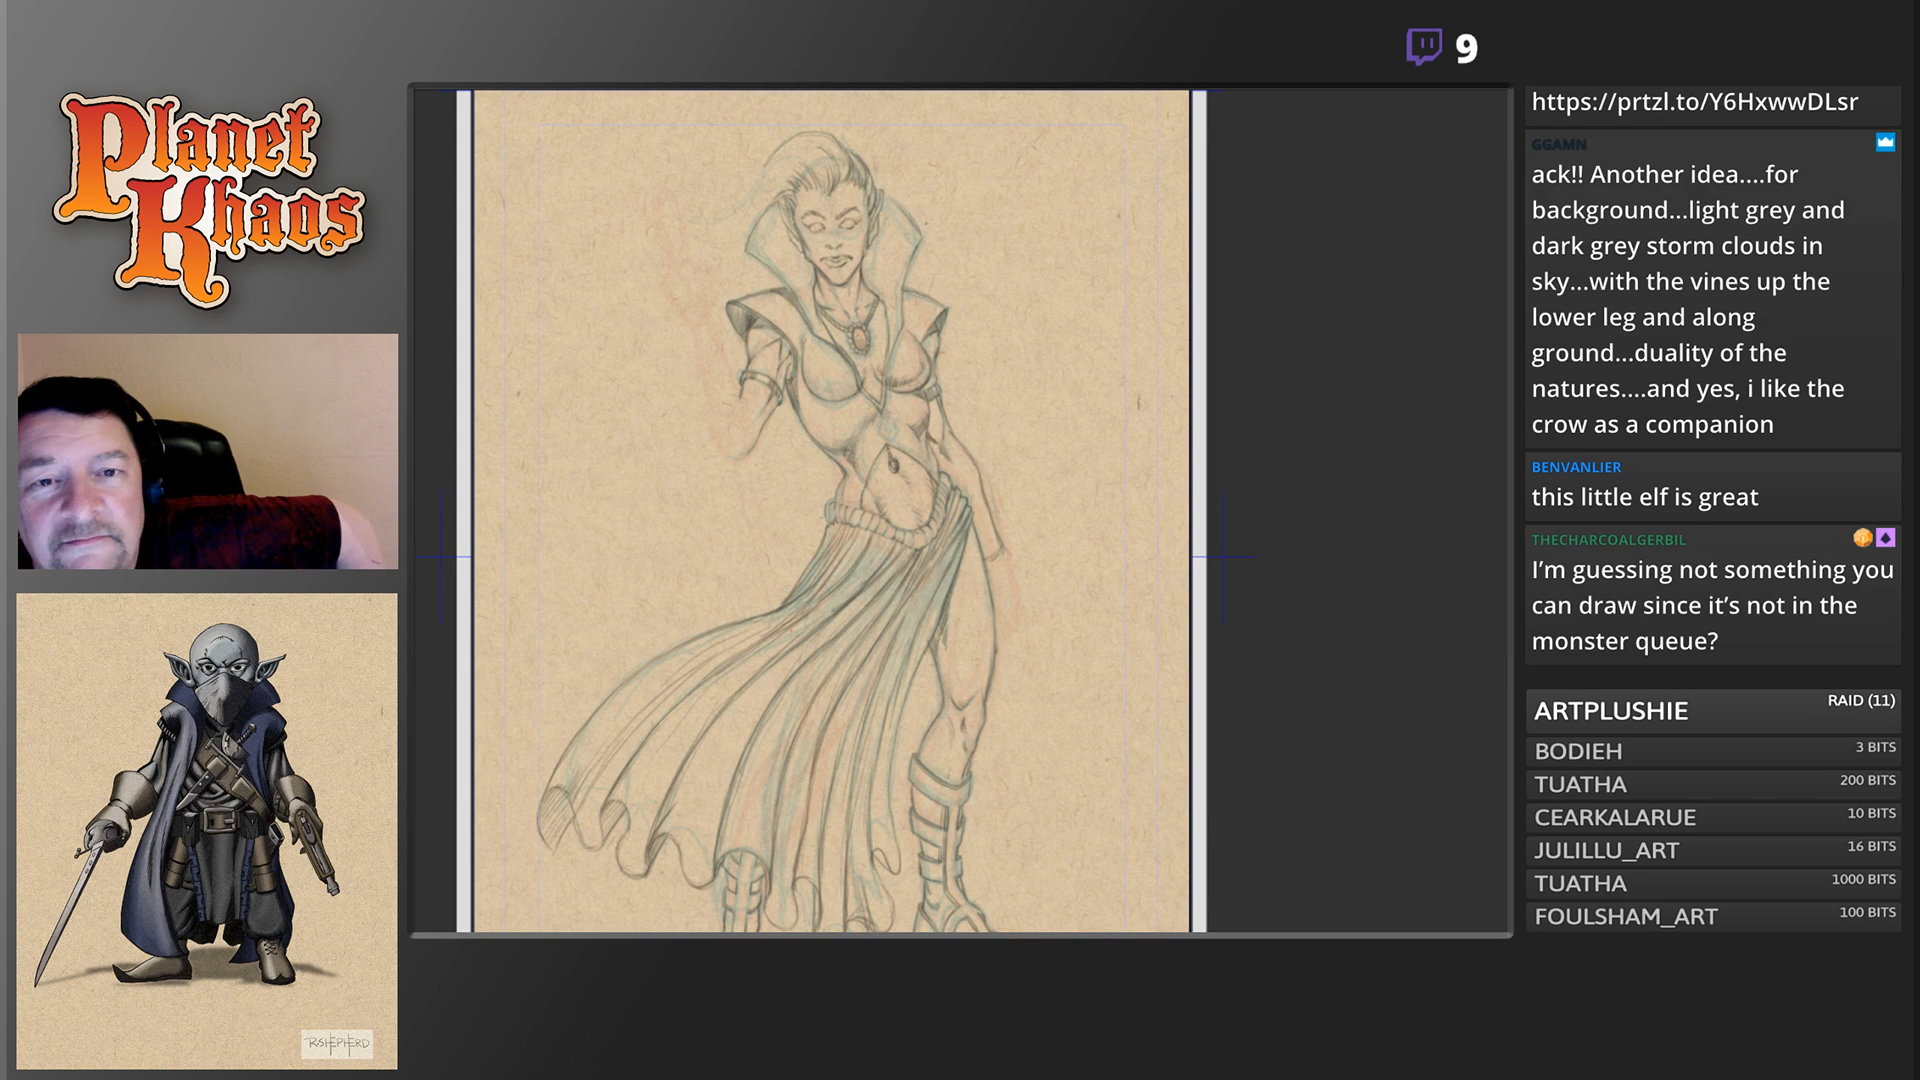 9
Planet
Khaos
https://prtzl.to/Y6HxwwDLsr
GGAMN
ack!! Another idea....for
background...light grey and
dark grey storm clouds in
sky...with the vines up the
lower leg and along
ground...duality of the
natures....and yes, i like the
crow as a companion
BENVANLIER
this little elf is great
THECHARCOALGERBIL
I'm guessing not something you
can draw since it's not in the
monster queue?
ARTPLUSHIE RAID (11)
BODIEH 3 BITS
TUATHA 200 BITS
CEARKALARUE 10 BITS
JULILLU_ART 16 BITS
TUATHA 1000 BITS
FOULSHAM_ART 100 BITS
RSHEPHERD